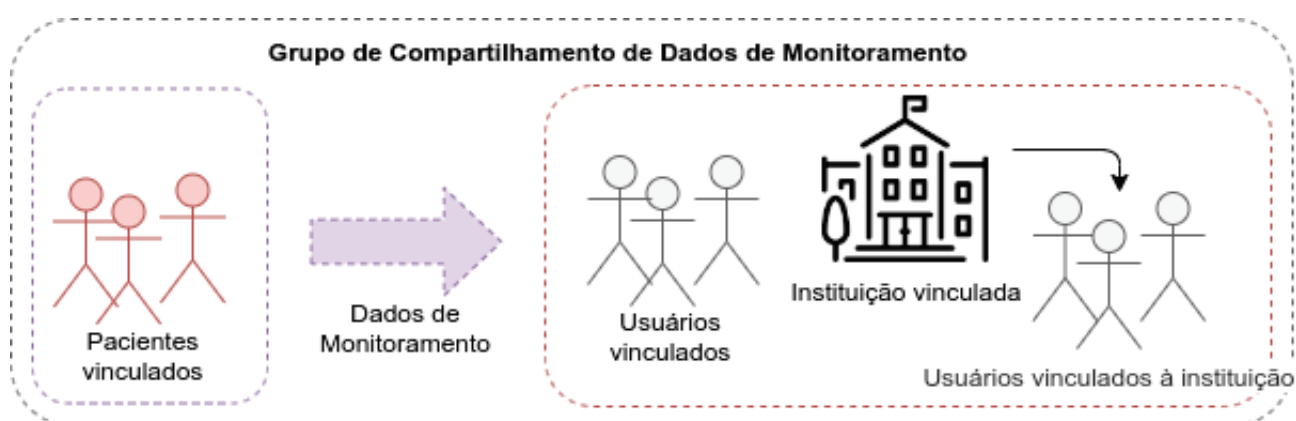 Grupo de Compartilhamento de Dados de Monitoramento
Pacientes
vinculados
Dados de
Monitoramento
Usuários
vinculados
Instituição vinculada
Usuários vinculados à instituição